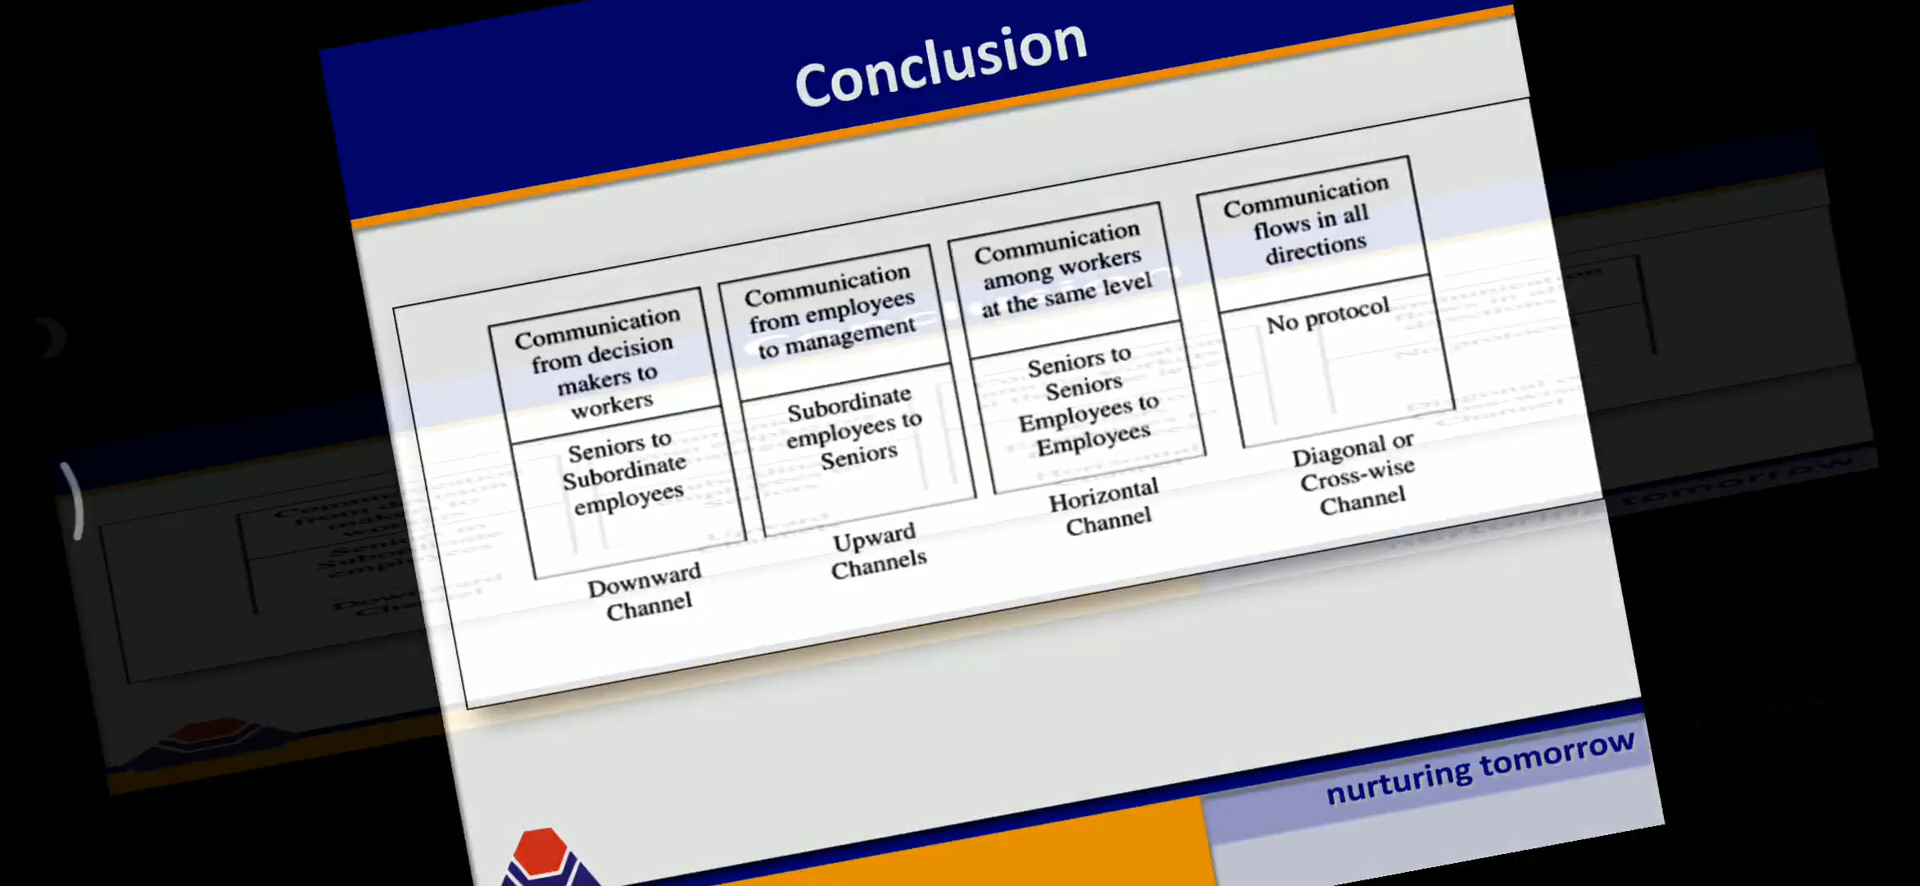 Conclusion
Communication
from decision
makers to
workers
Seniors to
Subordinate
employees
Downward
Channel
Communication
from employees
to management
Subordinate
employees to
Seniors
Upward
Channels
Communication
among workers
at the same level
Seniors to
Seniors
Employees to
Employees
Horizontal
Channel
Communication
flows in all
directions
No protocol
Diagonal or
Cross-wise
Channel
nurturing tomorrow